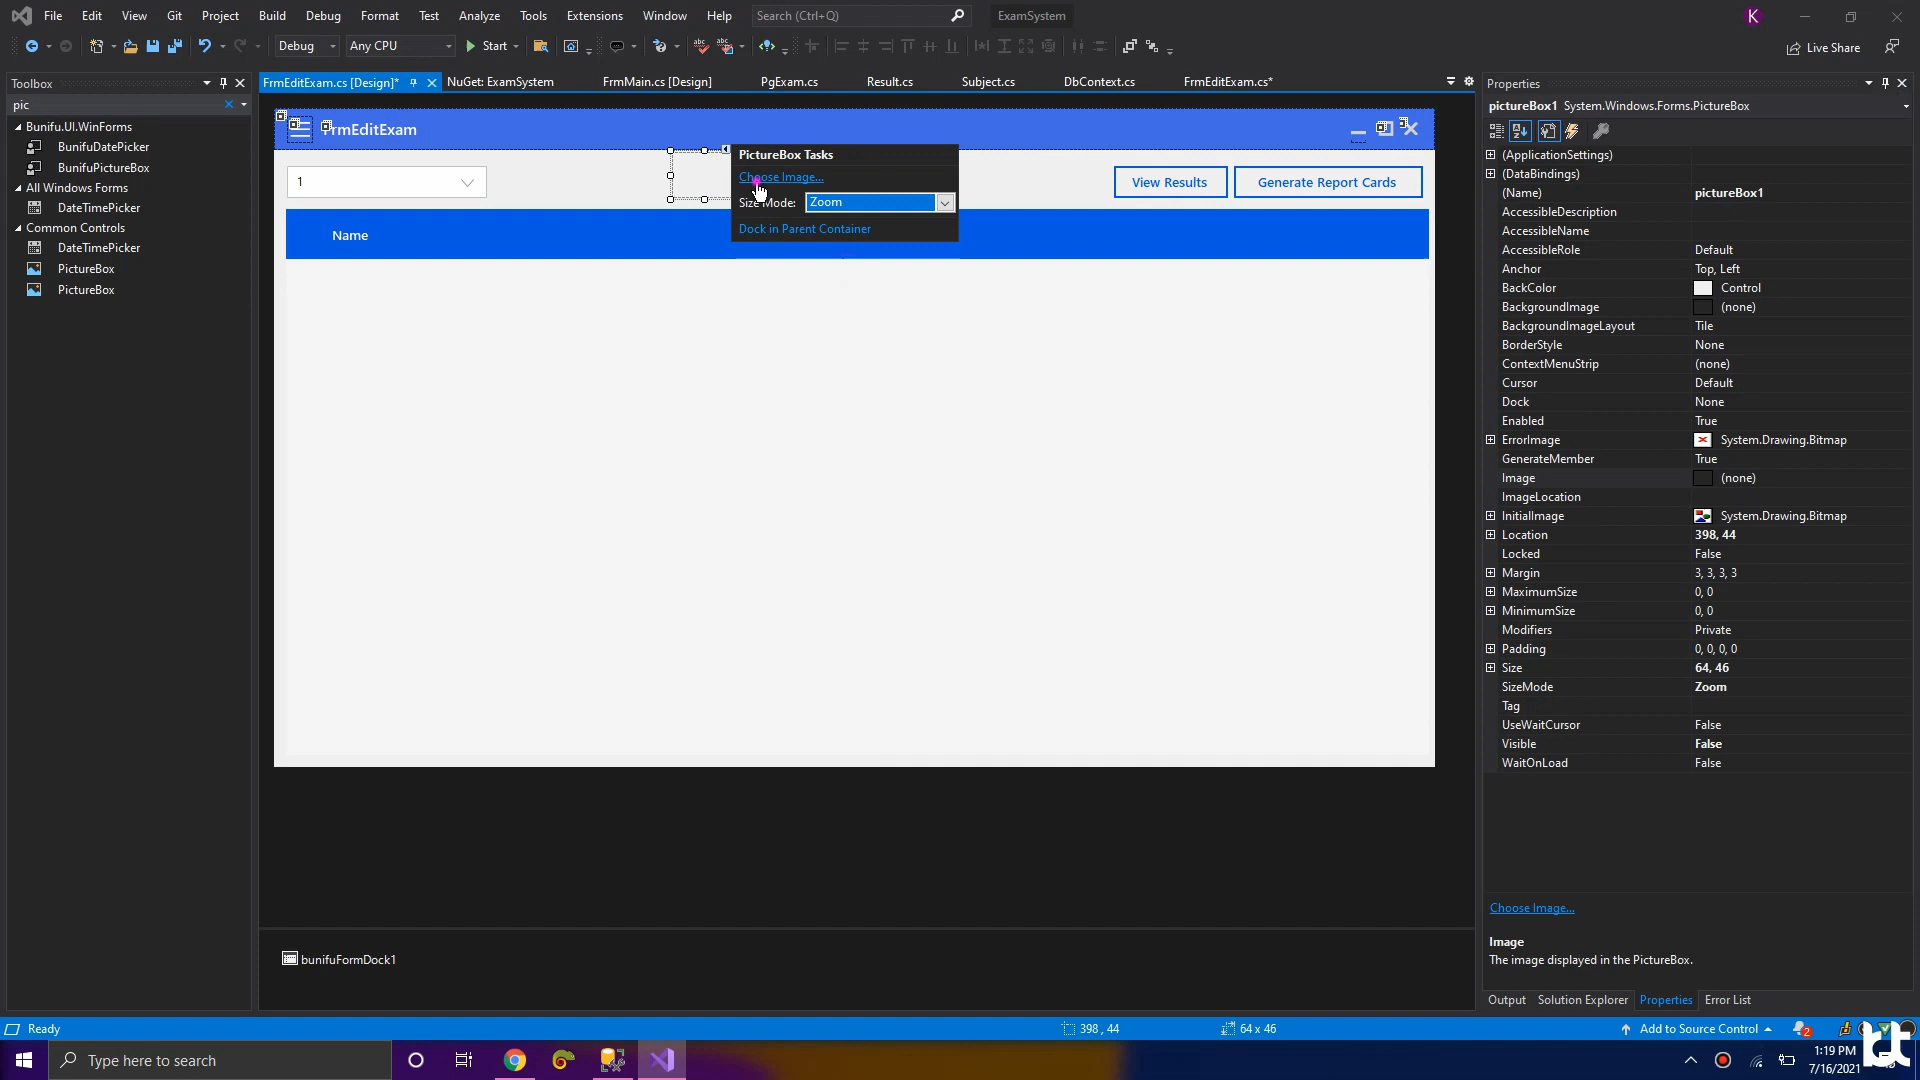 File Edit View Git Project Build Debug Format Test Analyze Tools Extensions Window Help Search (Ctrl+Q) ExamSystem K
Debug Any CPU Start Live Share
Toolbox
pic
Bunifu.UI.WinForms
BunifuDatePicker
BunifuPictureBox
All Windows Forms
DateTimePicker
Common Controls
DateTimePicker
PictureBox
PictureBox
FrmEditExam.cs [Design]* NuGet: ExamSystem FrmMain.cs [Design] PgExam.cs Result.cs Subject.cs DbContext.cs FrmEditExam.cs*
FrmEditExam
1
View Results Generate Report Cards
Name
PictureBox Tasks
Choose Image...
Size Mode: Zoom
Dock in Parent Container
bunifuFormDock1
Properties
pictureBox1 System.Windows.Forms.PictureBox
(ApplicationSettings)
(DataBindings)
(Name) pictureBox1
AccessibleDescription
AccessibleName
AccessibleRole Default
Anchor Top, Left
BackColor Control
BackgroundImage (none)
BackgroundImageLayout Tile
BorderStyle None
ContextMenuStrip (none)
Cursor Default
Dock None
Enabled True
ErrorImage System.Drawing.Bitmap
GenerateMember True
Image (none)
ImageLocation
InitialImage System.Drawing.Bitmap
Location 398, 44
Locked False
Margin 3, 3, 3, 3
MaximumSize 0, 0
MinimumSize 0, 0
Modifiers Private
Padding 0, 0, 0, 0
Size 64, 46
SizeMode Zoom
Tag
UseWaitCursor False
Visible False
WaitOnLoad False
Choose Image...
Image
The image displayed in the PictureBox.
Output Solution Explorer Properties Error List
Ready 398 , 44 64 x 46 Add to Source Control 2
Type here to search
1:19 PM
7/16/2021